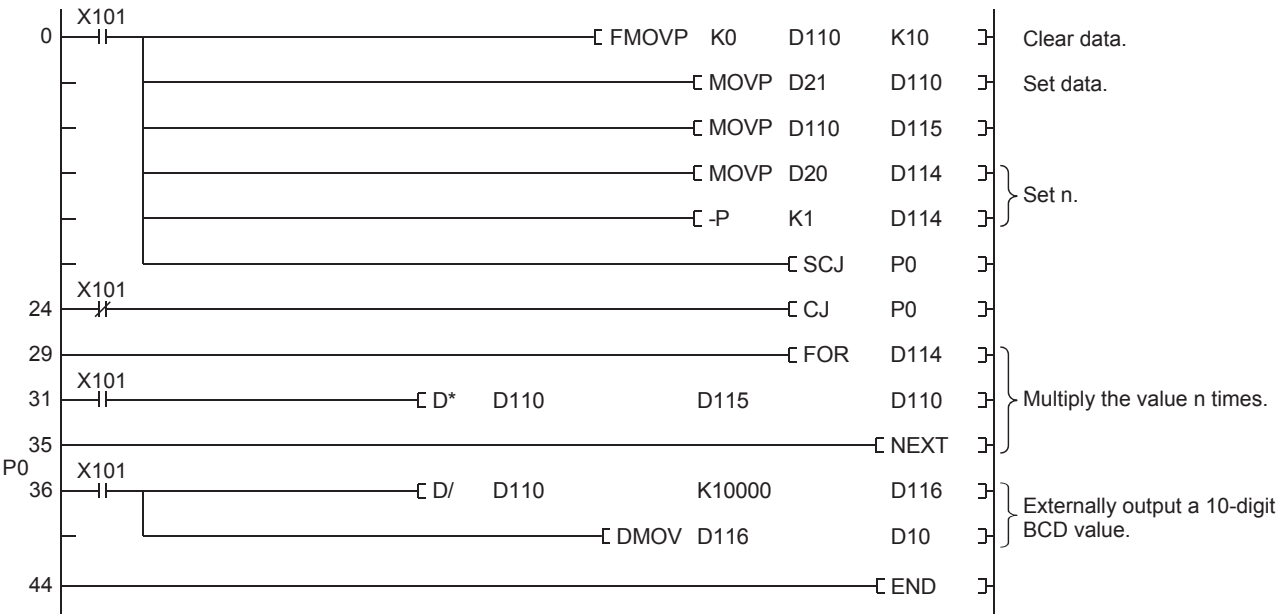 X101
0 FMOVP K0 D110 K10 Clear data.
MOVP D21 D110 Set data.
MOVP D110 D115
MOVP D20 D114
Set n.
-P K1 D114
SCJ P0
X101
24 CJ P0
29 FOR D114
X101
31 D* D110 D115 D110 Multiply the value n times.
35 NEXT
P0 X101
36 D/ D110 K10000 D116
Externally output a 10-digit
BCD value.
DMOV D116 D10
44 END